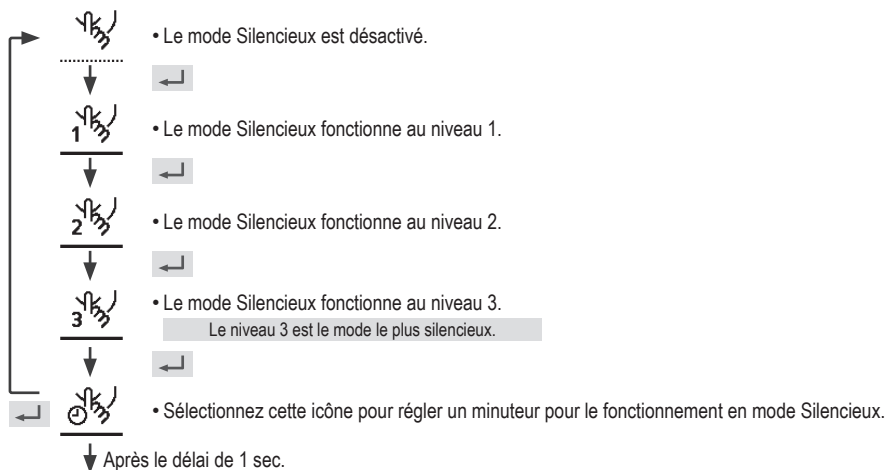 • Le mode Silencieux est désactivé.
1
• Le mode Silencieux fonctionne au niveau 1.
2
• Le mode Silencieux fonctionne au niveau 2.
3
• Le mode Silencieux fonctionne au niveau 3.
Le niveau 3 est le mode le plus silencieux.
• Sélectionnez cette icône pour régler un minuteur pour le fonctionnement en mode Silencieux.
Après le délai de 1 sec.